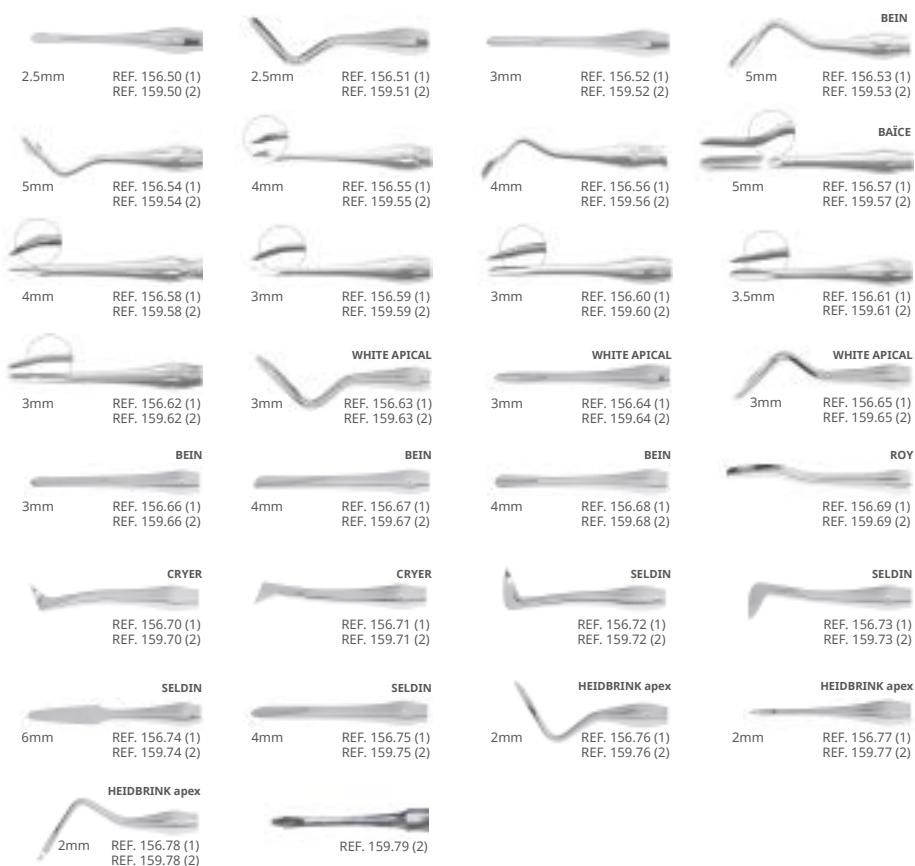 2.5mm REF. 156.50 (1)
REF. 159.50 (2)
2.5mm REF. 156.51 (1)
REF. 159.51 (2)
3mm REF. 156.52 (1)
REF. 159.52 (2)
BEIN
5mm REF. 156.53 (1)
REF. 159.53 (2)
5mm REF. 156.54 (1)
REF. 159.54 (2)
4mm REF. 156.55 (1)
REF. 159.55 (2)
4mm REF. 156.56 (1)
REF. 159.56 (2)
BAÏCE
5mm REF. 156.57 (1)
REF. 159.57 (2)
4mm REF. 156.58 (1)
REF. 159.58 (2)
3mm REF. 156.59 (1)
REF. 159.59 (2)
3mm REF. 156.60 (1)
REF. 159.60 (2)
3.5mm REF. 156.61 (1)
REF. 159.61 (2)
3mm REF. 156.62 (1)
REF. 159.62 (2)
WHITE APICAL
3mm REF. 156.63 (1)
REF. 159.63 (2)
WHITE APICAL
3mm REF. 156.64 (1)
REF. 159.64 (2)
WHITE APICAL
3mm REF. 156.65 (1)
REF. 159.65 (2)
BEIN
3mm REF. 156.66 (1)
REF. 159.66 (2)
BEIN
4mm REF. 156.67 (1)
REF. 159.67 (2)
BEIN
4mm REF. 156.68 (1)
REF. 159.68 (2)
ROY
REF. 156.69 (1)
REF. 159.69 (2)
CRYER
REF. 156.70 (1)
REF. 159.70 (2)
CRYER
REF. 156.71 (1)
REF. 159.71 (2)
SELDIN
REF. 156.72 (1)
REF. 159.72 (2)
SELDIN
REF. 156.73 (1)
REF. 159.73 (2)
SELDIN
6mm REF. 156.74 (1)
REF. 159.74 (2)
SELDIN
4mm REF. 156.75 (1)
REF. 159.75 (2)
HEIDBRINK apex
2mm REF. 156.76 (1)
REF. 159.76 (2)
HEIDBRINK apex
2mm REF. 156.77 (1)
REF. 159.77 (2)
HEIDBRINK apex
2mm REF. 156.78 (1)
REF. 159.78 (2)
REF. 159.79 (2)